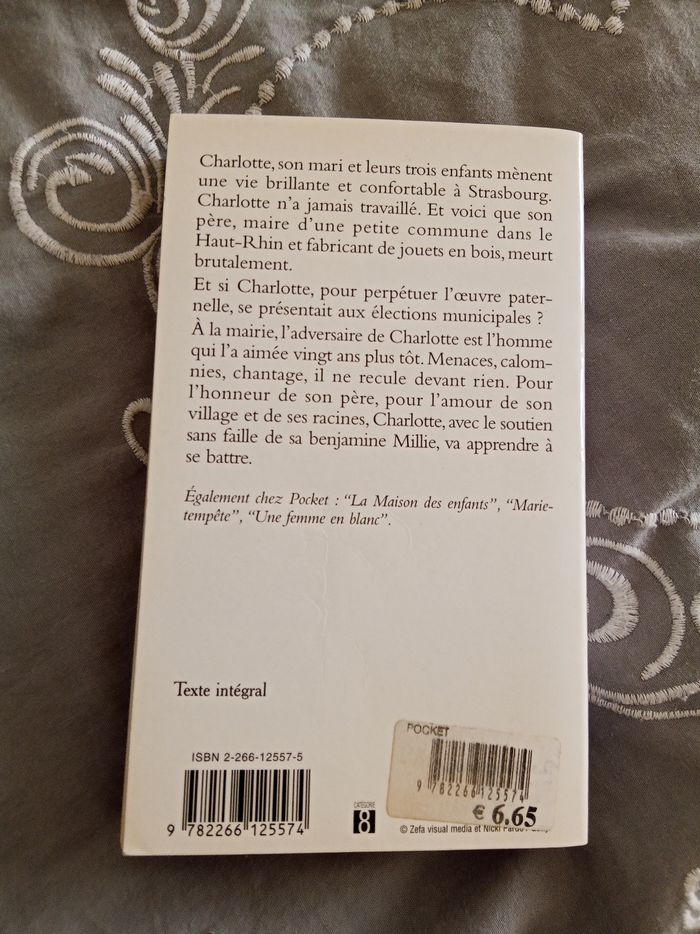 Charlotte, son mari et leurs trois enfants mènent
une vie brillante et confortable à Strasbourg.
Charlotte n'a jamais travaillé. Et voici que son
père, maire d'une petite commune dans le
Haut-Rhin et fabricant de jouets en bois, meurt
brutalement.
Et si Charlotte, pour perpétuer l'œuvre pater-
nelle, se présentait aux élections municipales ?
À la mairie, l'adversaire de Charlotte est l'homme
qui l'a aimée vingt ans plus tôt. Menaces, calom-
nies, chantage, il ne recule devant rien. Pour
l'honneur de son père, pour l'amour de son
village et de ses racines, Charlotte, avec le soutien
sans faille de sa benjamine Millie, va apprendre à
se battre.
Également chez Pocket : “La Maison des enfants”, “Marie-
tempête”, “Une femme en blanc”.
Texte intégral
ISBN 2-266-12557-5
9 782266 125574
CATÉGORIE
8
POCKET
9 782266 125574
€ 6.65
© Zefa visual media et Nicki